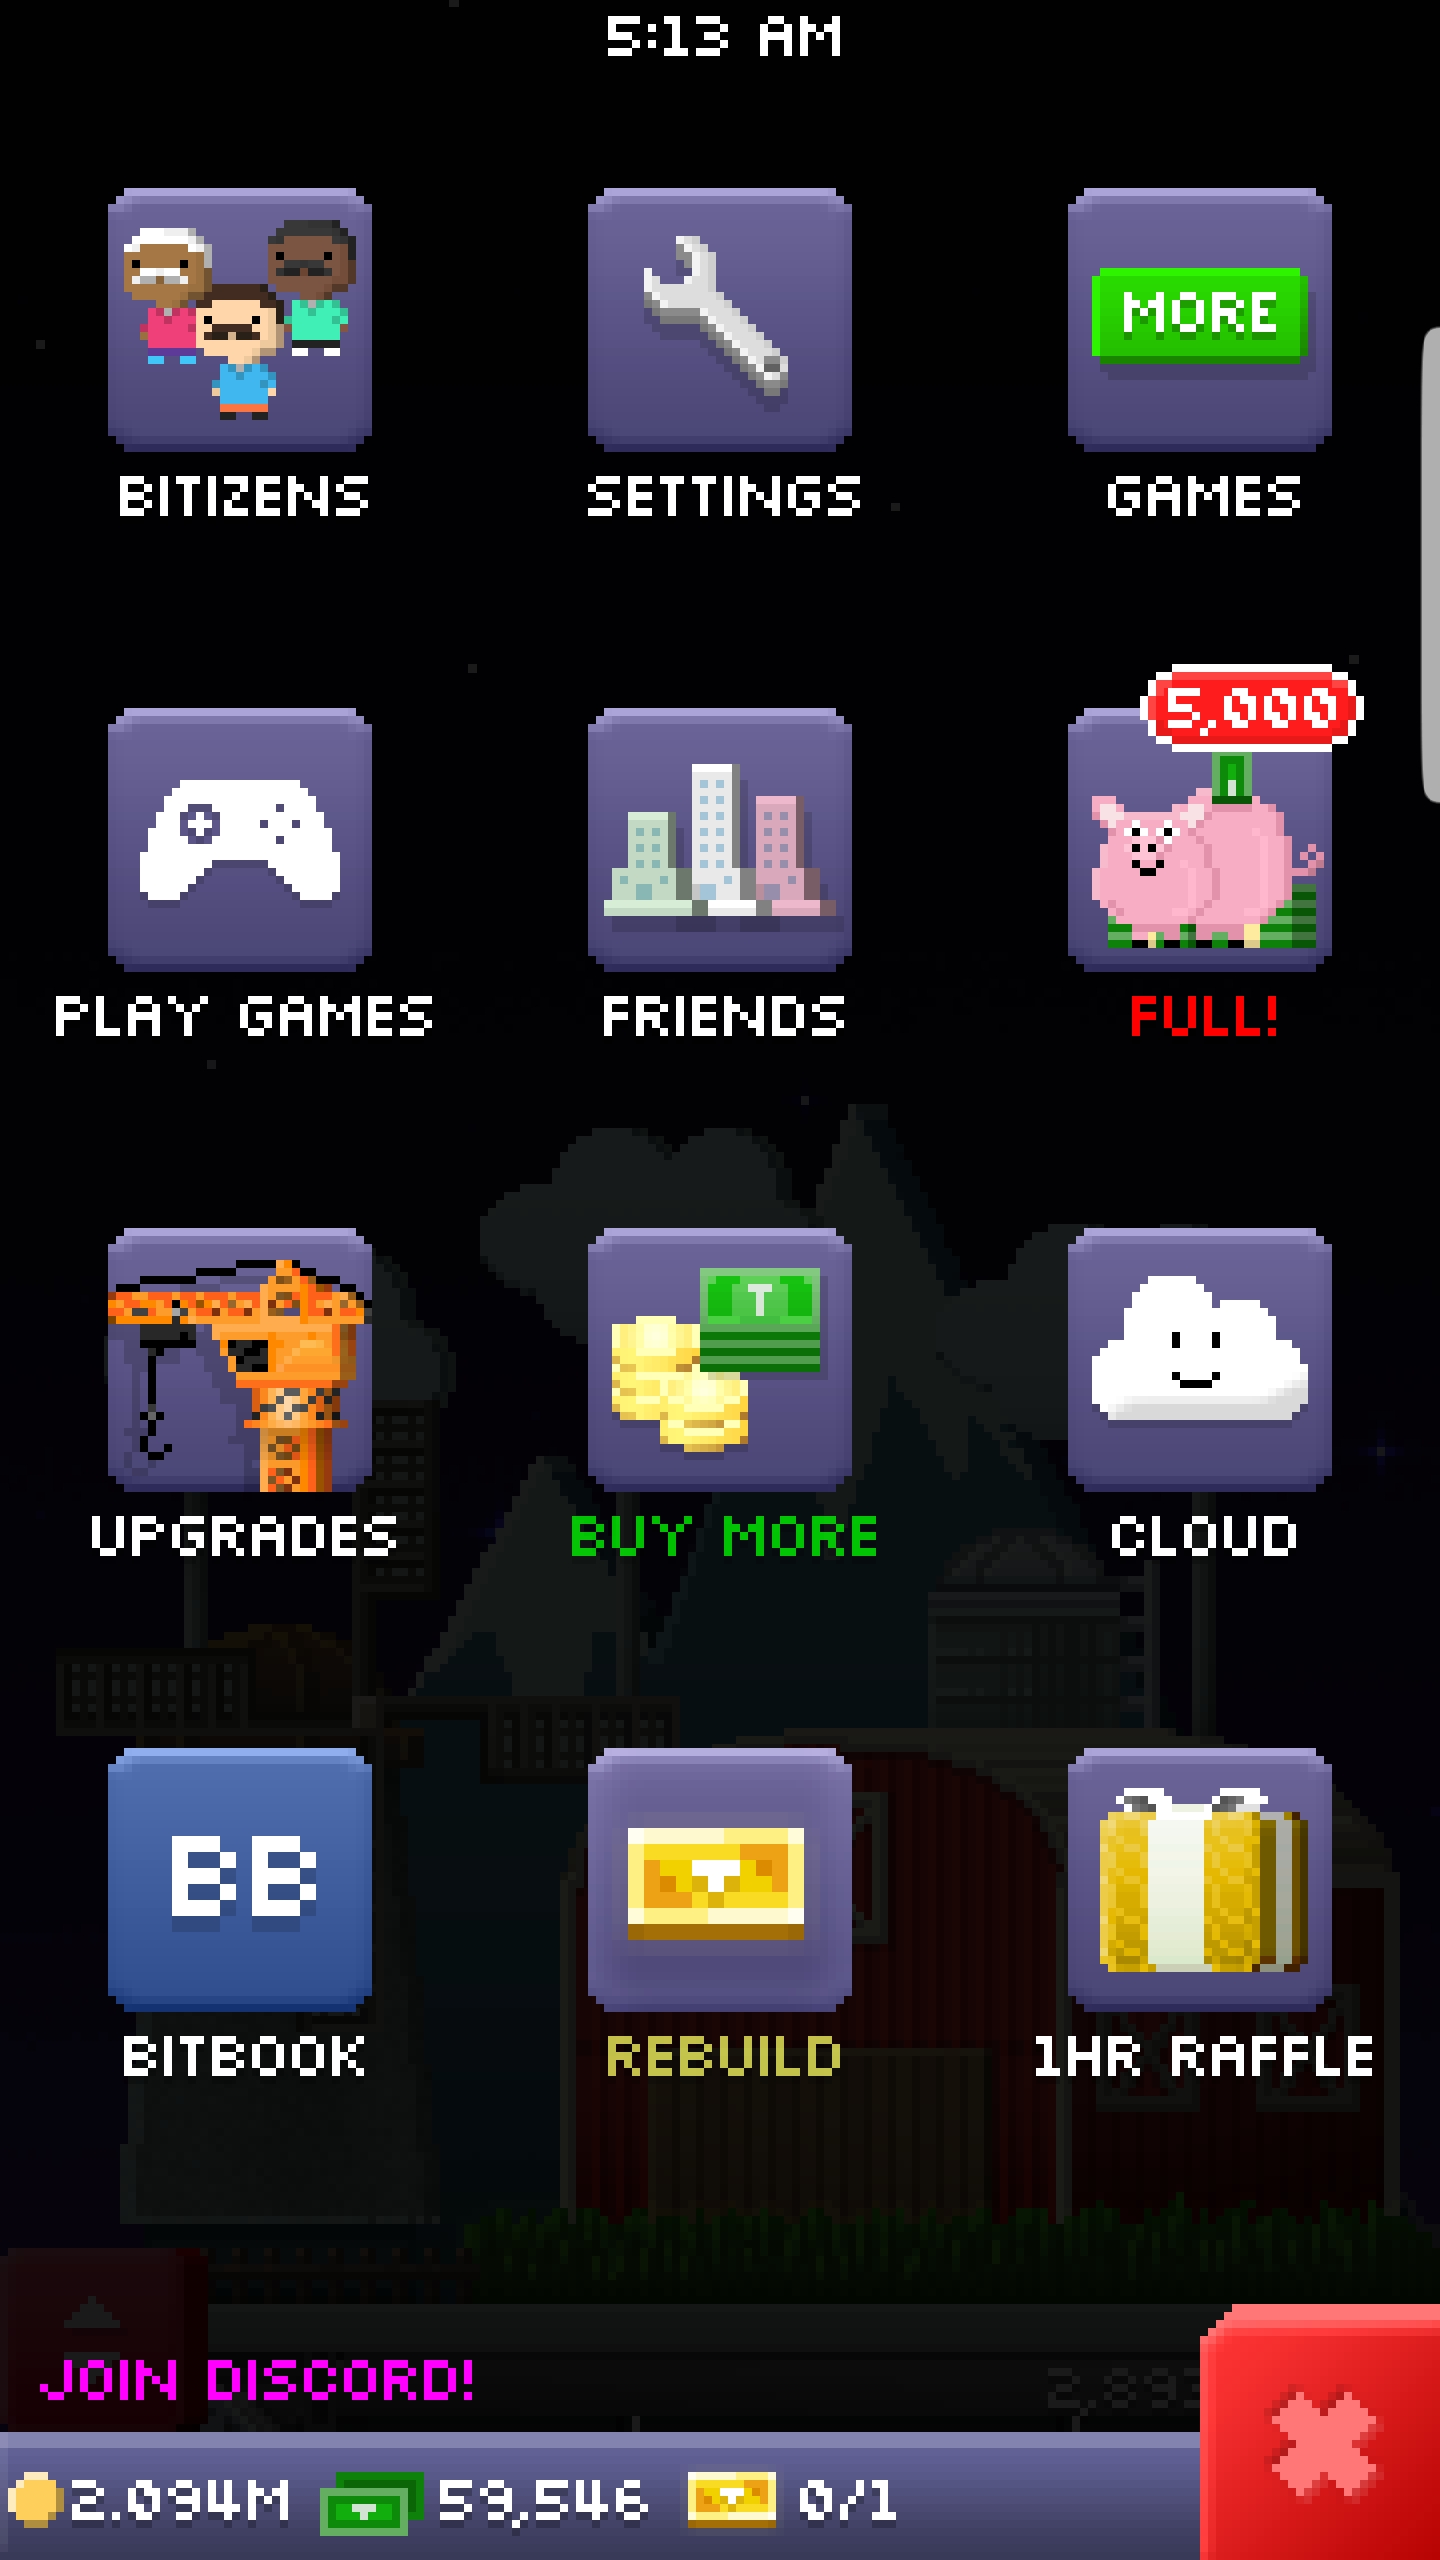 5:13 AM
MORE
BITIZENS
SETTINGS
GAMES
5,000
PLAY GAMES
FRIENDS
FULL!
T
UPGRADES
BUY MORE
CLOUD
BB
BITBOOK
REBUILD
1HR RAFFLE
JOIN DISCORD!
2.094M 59,546 0/1